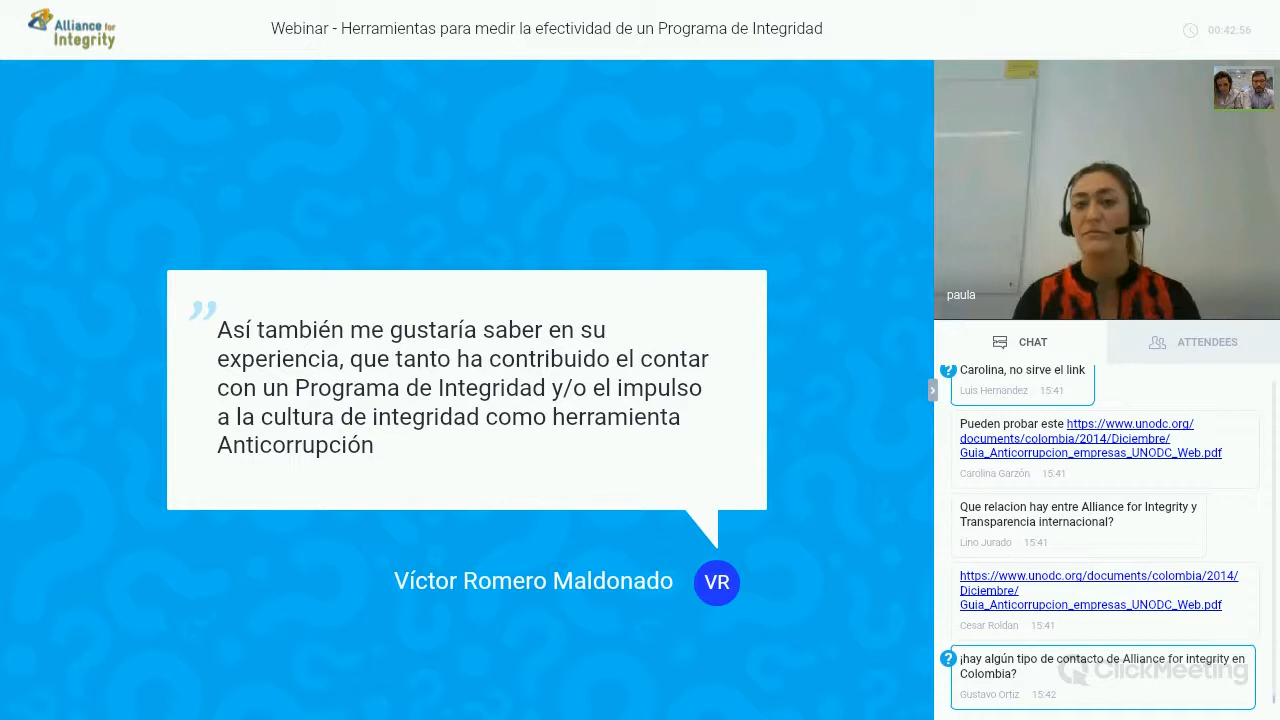 Alliance for
Integrity
Webinar - Herramientas para medir la efectividad de un Programa de Integridad
00:42:56
”
Así también me gustaría saber en su
experiencia, que tanto ha contribuido el contar
con un Programa de Integridad y/o el impulso
a la cultura de integridad como herramienta
Anticorrupción
Víctor Romero Maldonado
VR
paula
CHAT
ATTENDEES
? Carolina, no sirve el link
Luis Hernandez 15:41
Pueden probar este https://www.unodc.org/
documents/colombia/2014/Diciembre/
Guia_Anticorrupcion_empresas_UNODC_Web.pdf
Carolina Garzón 15:41
Que relacion hay entre Alliance for Integrity y
Transparencia internacional?
Lino Jurado 15:41
https://www.unodc.org/documents/colombia/2014/
Diciembre/
Guia_Anticorrupcion_empresas_UNODC_Web.pdf
Cesar Roldan 15:41
? ¡hay algún tipo de contacto de Alliance for integrity en
Colombia?
Gustavo Ortiz 15:42
ClickMeeting